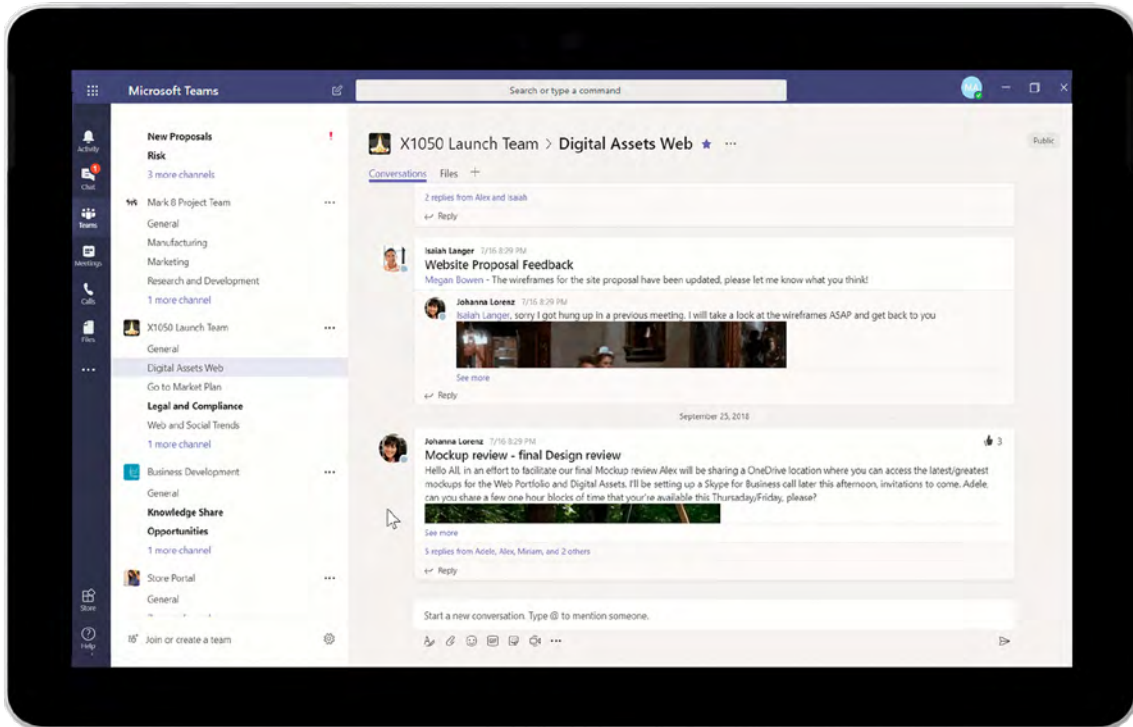 Microsoft Teams
Search or type a command
MA
Activity
Chat
1
Teams
Meetings
Calls
Files
Store
Help
New Proposals !
Risk
3 more channels
Mark 8 Project Team
General
Manufacturing
Marketing
Research and Development
1 more channel
X1050 Launch Team
General
Digital Assets Web
Go to Market Plan
Legal and Compliance
Web and Social Trends
1 more channel
Business Development
General
Knowledge Share
Opportunities
1 more channel
Store Portal
General
Join or create a team
X1050 Launch Team > Digital Assets Web
Public
Conversations Files +
2 replies from Alex and Isaiah
Reply
Isaiah Langer 7/16 8:29 PM
Website Proposal Feedback
Megan Bowen - The wireframes for the site proposal have been updated, please let me know what you think!
Johanna Lorenz 7/16 8:29 PM
Isaiah Langer, sorry I got hung up in a previous meeting. I will take a look at the wireframes ASAP and get back to you
See more
Reply
September 25, 2018
Johanna Lorenz 7/16 8:29 PM
3
Mockup review - final Design review
Hello All, in an effort to facilitate our final Mockup review Alex will be sharing a OneDrive location where you can access the latest/greatest
mockups for the Web Portfolio and Digital Assets. I'll be setting up a Skype for Business call later this afternoon, invitations to come. Adele,
can you share a few one hour blocks of time that you're available this Thursaday/Friday, please?
See more
5 replies from Adele, Alex, Miriam, and 2 others
Reply
Start a new conversation. Type @ to mention someone.